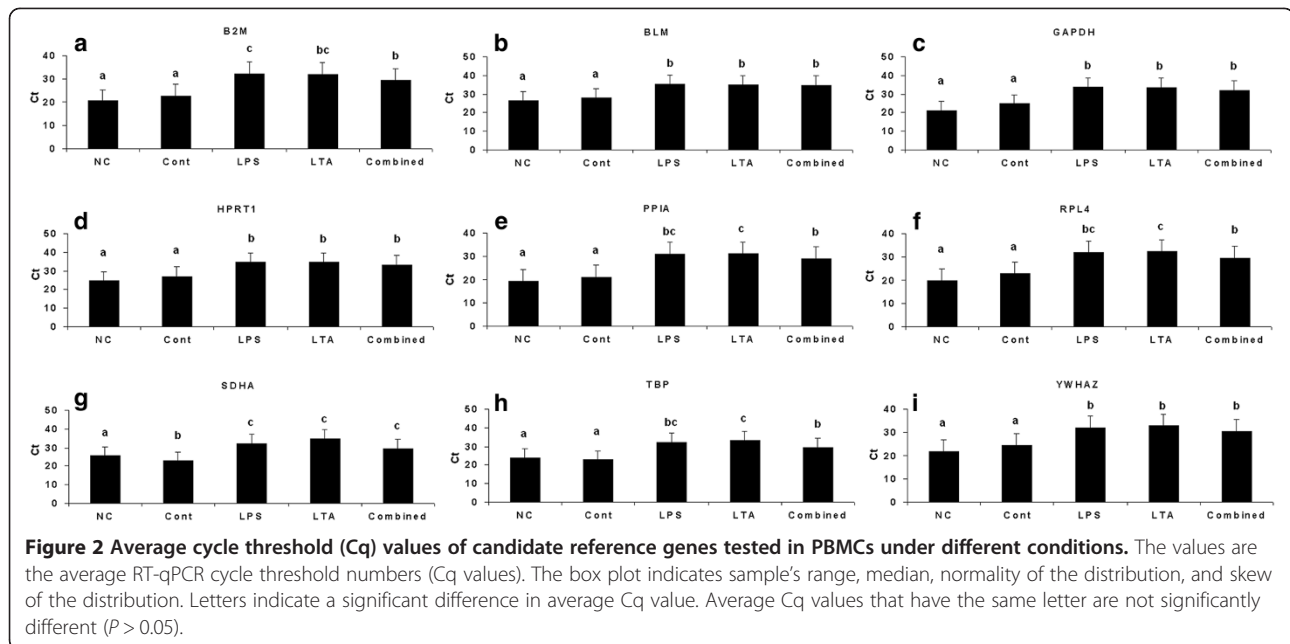 a B2M
40
30
20
10
0
Ct
a a c bc b
NC Cont LPS LTA Combined
b BLM
50
40
30
20
10
0
Ct
a a b b b
NC Cont LPS LTA Combined
c GAPDH
50
40
30
20
10
0
Ct
a a b b b
NC Cont LPS LTA Combined
d HPRT1
50
40
30
20
10
0
Ct
a a b b b
NC Cont LPS LTA Combined
e PPIA
40
30
20
10
0
Ct
a a bc c b
NC Cont LPS LTA Combined
f RPL4
40
30
20
10
0
Ct
a a bc c b
NC Cont LPS LTA Combined
g SDHA
50
40
30
20
10
0
Ct
a b c c c
NC Cont LPS LTA Combined
h TBP
50
40
30
20
10
0
Ct
a a bc c b
NC Cont LPS LTA Combined
i YWHAZ
40
30
20
10
0
Ct
a a b b b
NC Cont LPS LTA Combined
Figure 2 Average cycle threshold (Cq) values of candidate reference genes tested in PBMCs under different conditions. The values are
the average RT-qPCR cycle threshold numbers (Cq values). The box plot indicates sample's range, median, normality of the distribution, and skew
of the distribution. Letters indicate a significant difference in average Cq value. Average Cq values that have the same letter are not significantly
different (P > 0.05).